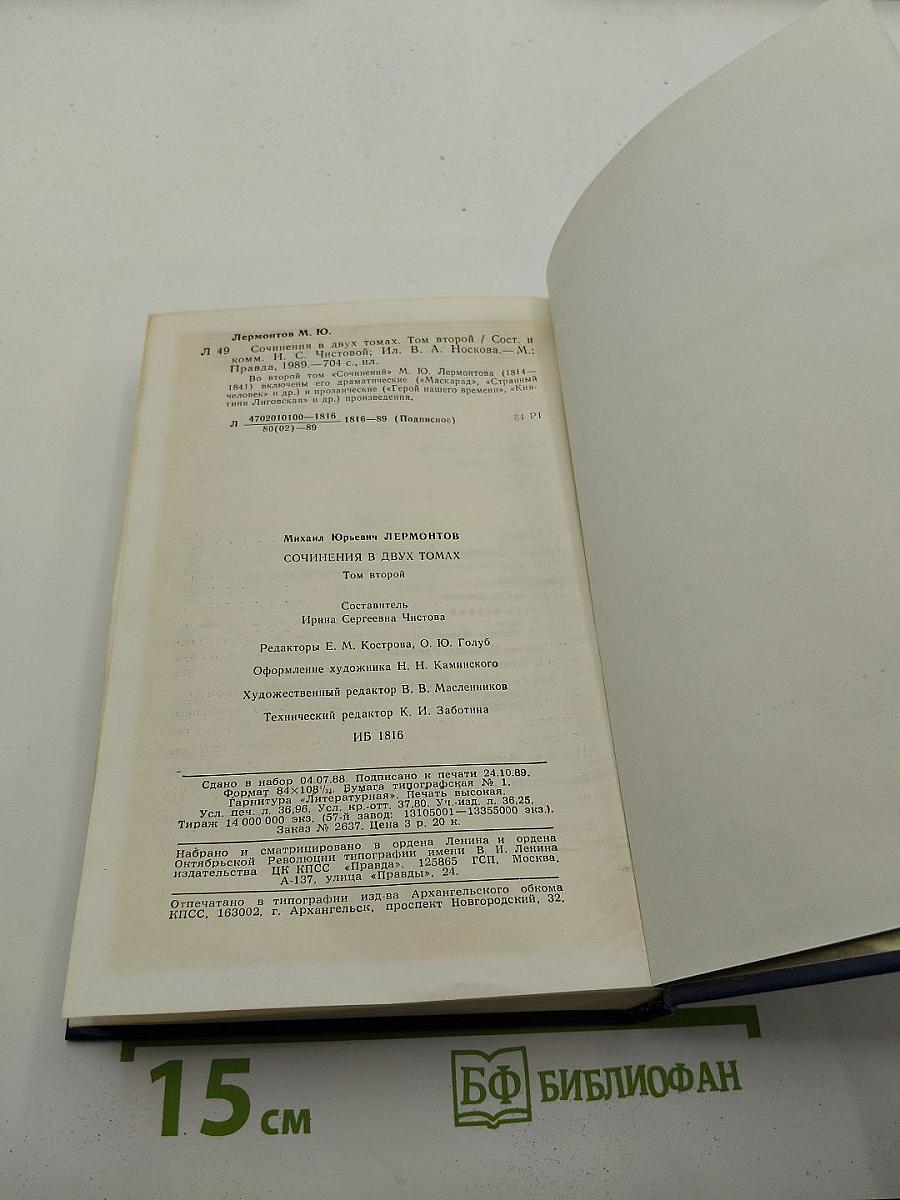 Лермонтов М. Ю.
Л 49 Сочинения в двух томах. Том второй / Сост. и
комм. И. С. Чистовой; Ил. В. А. Носкова.— М.:
Правда, 1989.—704 с., ил.
Во второй том «Сочинений» М. Ю. Лермонтова (1814—
1841) включены его драматические («Маскарад», «Странный
человек» и др.) и прозаические («Герой нашего времени», «Кня-
гиня Лиговская» и др.) произведения.
Л 4702010100—1816 1816—89 (Подписное) 84 Р1
80(02)—89
Михаил Юрьевич ЛЕРМОНТОВ
СОЧИНЕНИЯ В ДВУХ ТОМАХ
Том второй
Составитель
Ирина Сергеевна Чистова
Редакторы Е. М. Кострова, О. Ю. Голуб
Оформление художника Н. Н. Каминского
Художественный редактор В. В. Масленников
Технический редактор К. И. Заботина
ИБ 1816
Сдано в набор 04.07.88. Подписано к печати 24.10.89.
Формат 84×108¹/₃₂. Бумага типографская № 1.
Гарнитура «Литературная». Печать высокая.
Усл. печ. л. 36,96. Усл. кр.-отт. 37,80. Уч.-изд. л. 36,25.
Тираж 14 000 000 экз. (57-й завод: 13105001—13355000 экз.).
Заказ № 2637. Цена 3 р. 20 к.
Набрано и сматрицировано в ордена Ленина и ордена
Октябрьской Революции типографии имени В. И. Ленина
издательства ЦК КПСС «Правда». 125865 ГСП, Москва,
А-137, улица «Правды», 24.
Отпечатано в типографии изд-ва Архангельского обкома
КПСС, 163002, г. Архангельск, проспект Новгородский, 32.
15 см
БФ БИБЛИОФАН